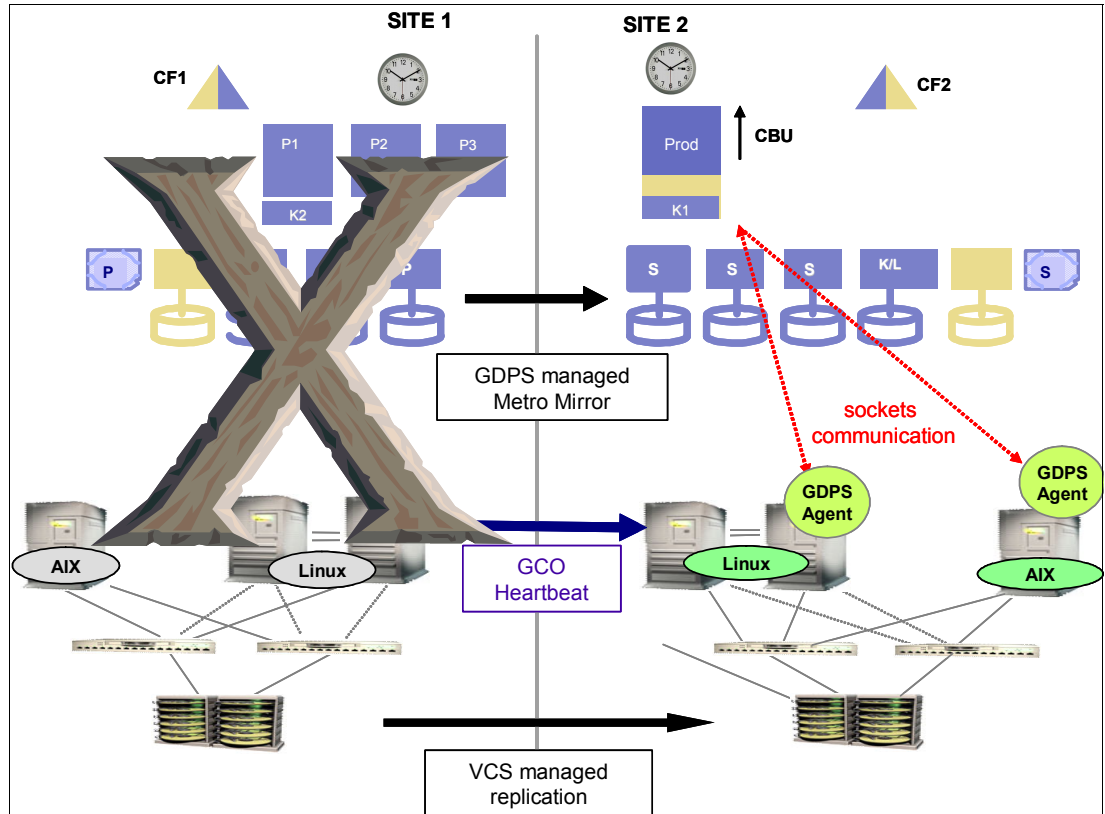 SITE 1
SITE 2
CF1
CF2
CBU
P1
P2
P3
Prod
K2
K1
P
P
S
S
S
K/L
S
GDPS managed
Metro Mirror
sockets
communication
GDPS
Agent
GDPS
Agent
AIX
Linux
GCO
Heartbeat
Linux
AIX
VCS managed
replication